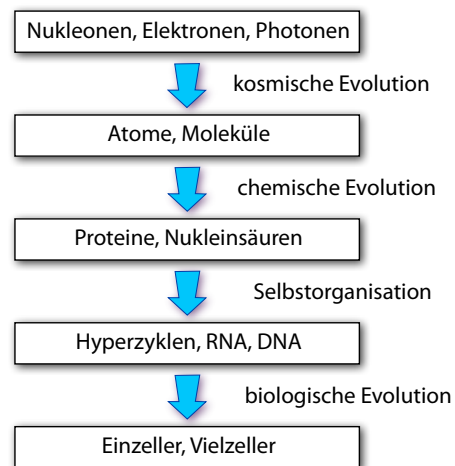 Nukleonen, Elektronen, Photonen
kosmische Evolution
Atome, Moleküle
chemische Evolution
Proteine, Nukleinsäuren
Selbstorganisation
Hyperzyklen, RNA, DNA
biologische Evolution
Einzeller, Vielzeller